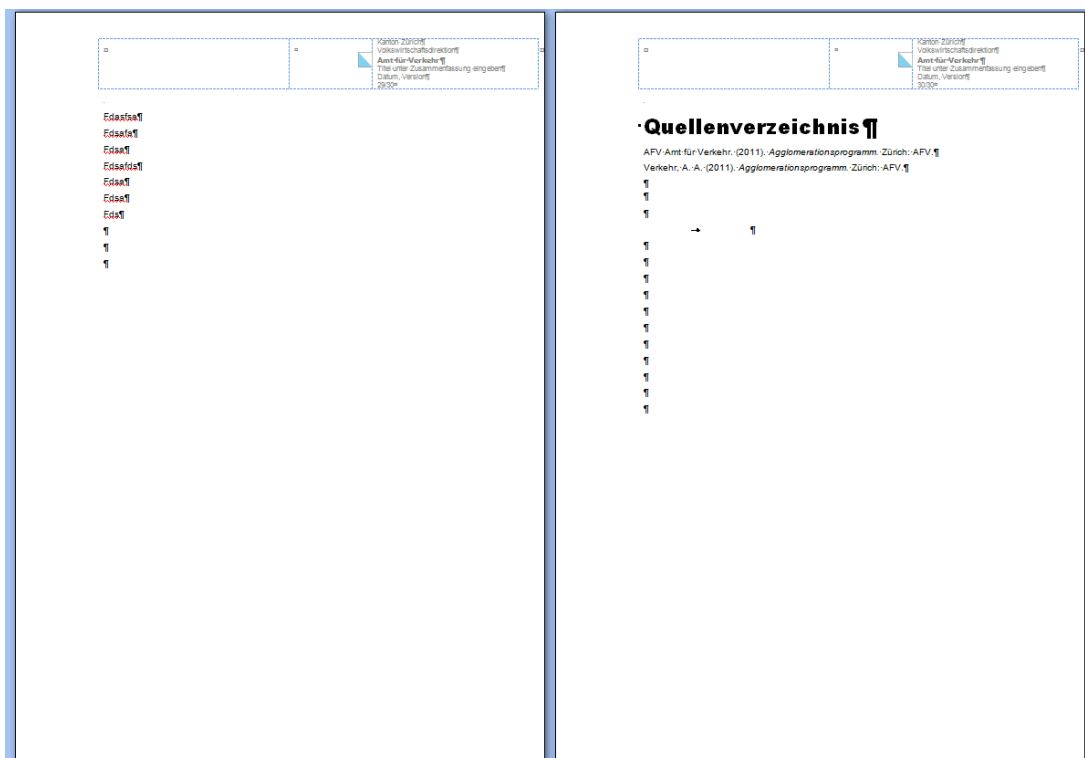 Kanton Zürich¶
Volkswirtschaftsdirektion¶
Amt für Verkehr¶
Titel unter Zusammenfassung eingeben¶
Datum, Version¶
29/30¤
Edasfsa¶
Edsafa¶
Edsa¶
Edsafds¶
Edsa¶
Edsa¶
Eds¶
¶
¶
¶
Kanton Zürich¶
Volkswirtschaftsdirektion¶
Amt für Verkehr¶
Titel unter Zusammenfassung eingeben¶
Datum, Version¶
30/30¤
Quellenverzeichnis¶
AFV Amt für Verkehr. (2011). Agglomerationsprogramm. Zürich: AFV.¶
Verkehr, A. A. (2011). Agglomerationsprogramm. Zürich: AFV.¶
¶
¶
¶
→ ¶
¶
¶
¶
¶
¶
¶
¶
¶
¶
¶
¶